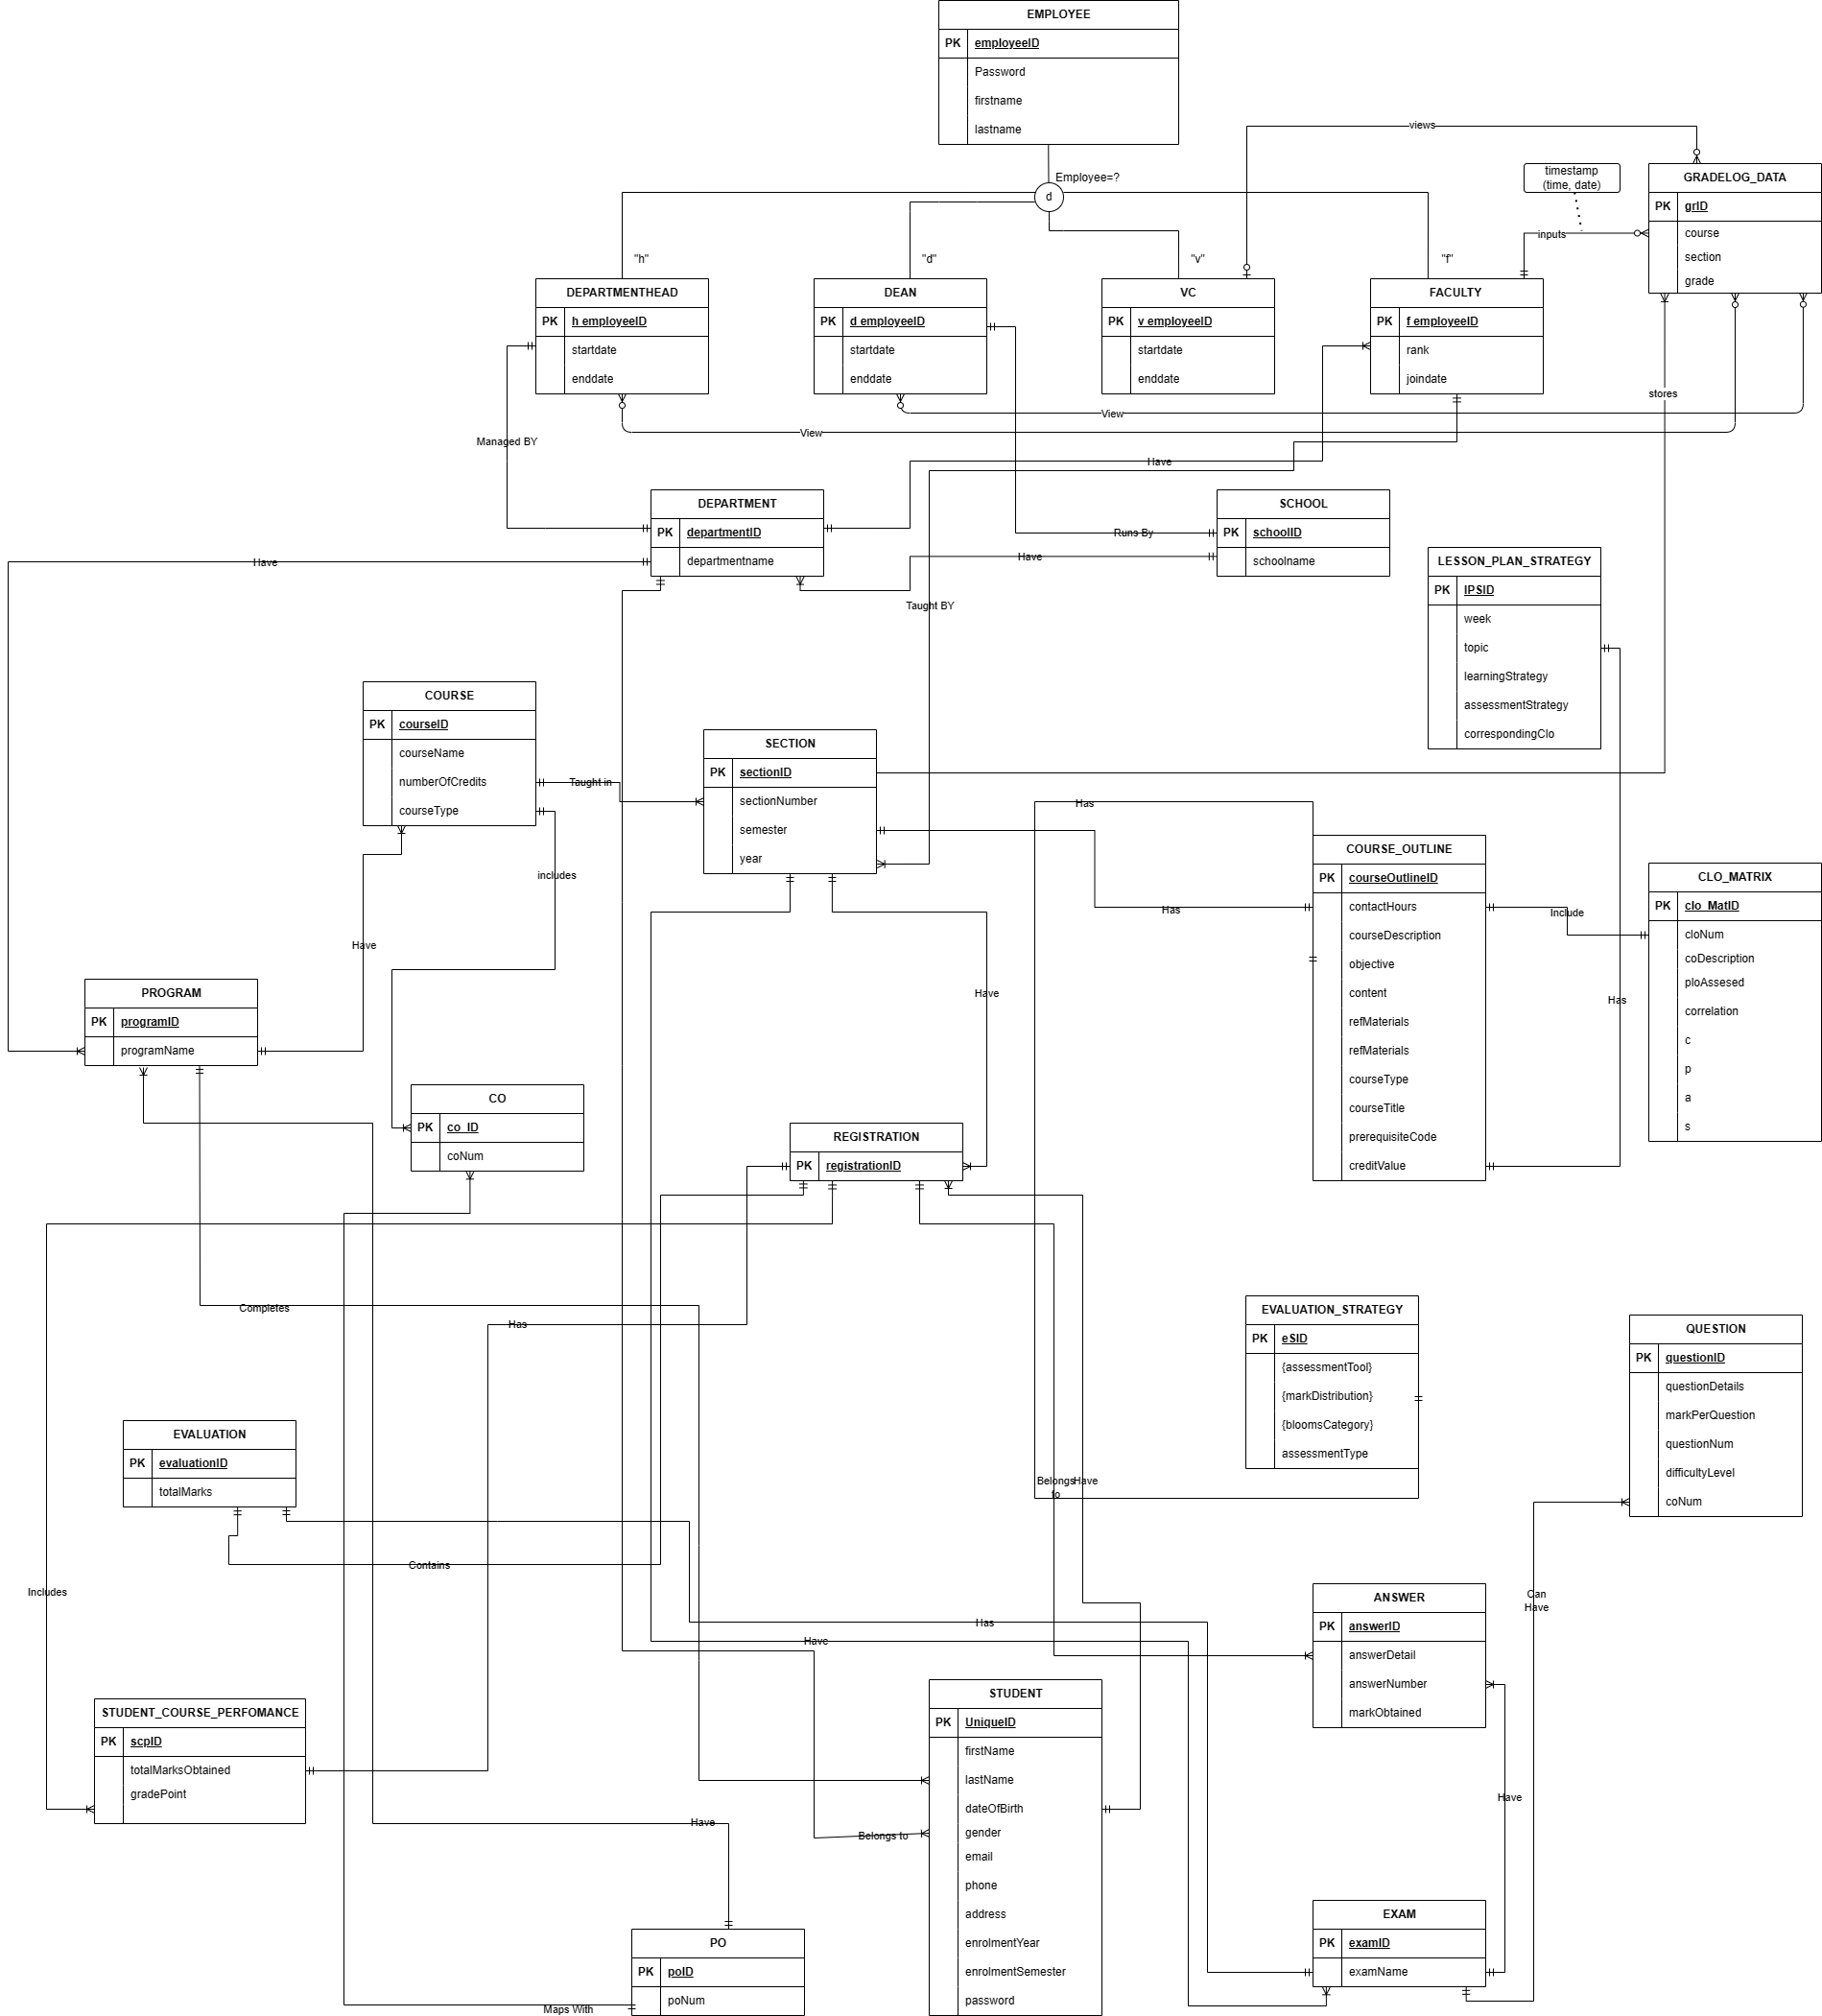 EMPLOYEE
PK employeeID
Password
firstname
lastname
Employee=?
d
views
timestamp
(time, date)
inputs
GRADELOG_DATA
PK grID
course
section
grade
"h"
"d"
"v"
"f"
DEPARTMENTHEAD
PK h_employeeID
startdate
enddate
DEAN
PK d_employeeID
startdate
enddate
VC
PK v_employeeID
startdate
enddate
FACULTY
PK f_employeeID
rank
joindate
stores
View
View
Managed BY
Have
DEPARTMENT
PK departmentID
departmentname
SCHOOL
PK schoolID
schoolname
Runs By
Have
Have
Taught BY
LESSON_PLAN_STRATEGY
PK lPSID
week
topic
learningStrategy
assessmentStrategy
correspondingClo
COURSE
PK courseID
courseName
numberOfCredits
courseType
Taught in
includes
SECTION
PK sectionID
sectionNumber
semester
year
Has
Has
COURSE_OUTLINE
PK courseOutlineID
contactHours
courseDescription
objective
content
refMaterials
refMaterials
courseType
courseTitle
prerequisiteCode
creditValue
Include
Has
CLO_MATRIX
PK clo_MatID
cloNum
coDescription
ploAssesed
correlation
c
p
a
s
Have
Have
PROGRAM
PK programID
programName
CO
PK co_ID
coNum
REGISTRATION
PK registrationID
Completes
Has
EVALUATION_STRATEGY
PK eSID
{assessmentTool}
{markDistribution}
{bloomsCategory}
assessmentType
QUESTION
PK questionID
questionDetails
markPerQuestion
questionNum
difficultyLevel
coNum
EVALUATION
PK evaluationID
totalMarks
Belongs
to
Have
Contains
Includes
Can
Have
Has
Have
ANSWER
PK answerID
answerDetail
answerNumber
markObtained
STUDENT_COURSE_PERFOMANCE
PK scpID
totalMarksObtained
gradePoint
STUDENT
PK UniqueID
firstName
lastName
dateOfBirth
gender
email
phone
address
enrolmentYear
enrolmentSemester
password
Have
Belongs to
Have
EXAM
PK examID
examName
PO
PK poID
poNum
Maps With